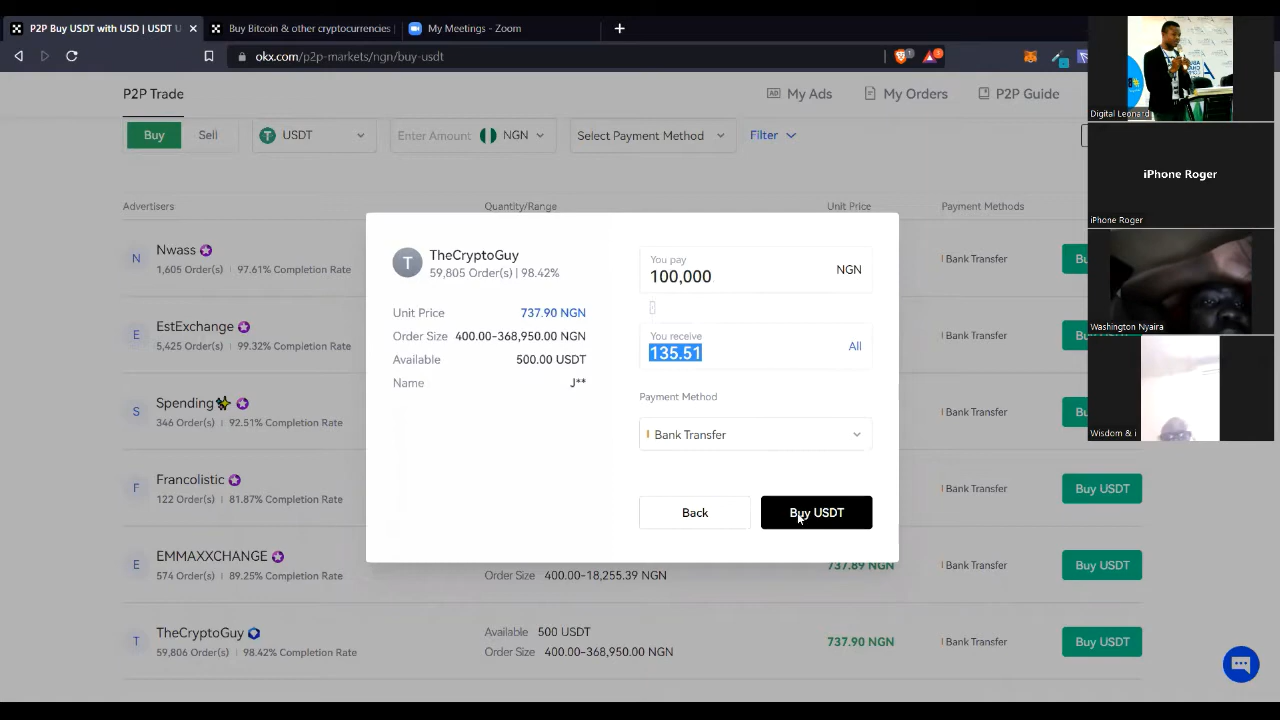 P2P Buy USDT with USD | USDT U
Buy Bitcoin & other cryptocurrencies
My Meetings - Zoom
okx.com/p2p-markets/ngn/buy-usdt
P2P Trade
My Ads
My Orders
P2P Guide
Buy
Sell
USDT
Enter Amount
NGN
Select Payment Method
Filter
Advertisers
Quantity/Range
Unit Price
Payment Methods
N
Nwass
1,605 Order(s) | 97.61% Completion Rate
Bank Transfer
E
EstExchange
5,425 Order(s) | 99.32% Completion Rate
S
Spending
346 Order(s) | 92.51% Completion Rate
Bank Transfer
F
Francolistic
122 Order(s) | 81.87% Completion Rate
Bank Transfer
Buy USDT
E
EMMAXXCHANGE
574 Order(s) | 89.25% Completion Rate
Order Size 400.00-18,255.39 NGN
737.89 NGN
Bank Transfer
Buy USDT
T
TheCryptoGuy
59,806 Order(s) | 98.42% Completion Rate
Available 500 USDT
Order Size 400.00-368,950.00 NGN
737.90 NGN
Bank Transfer
Buy USDT
T
TheCryptoGuy
59,805 Order(s) | 98.42%
Unit Price 737.90 NGN
Order Size 400.00-368,950.00 NGN
Available 500.00 USDT
Name J**
You pay
100,000
NGN
You receive
135.51
All
Payment Method
Bank Transfer
Back
Buy USDT
Digital Leonard
iPhone Roger
iPhone Roger
Washington Nyaira
Wisdom & i